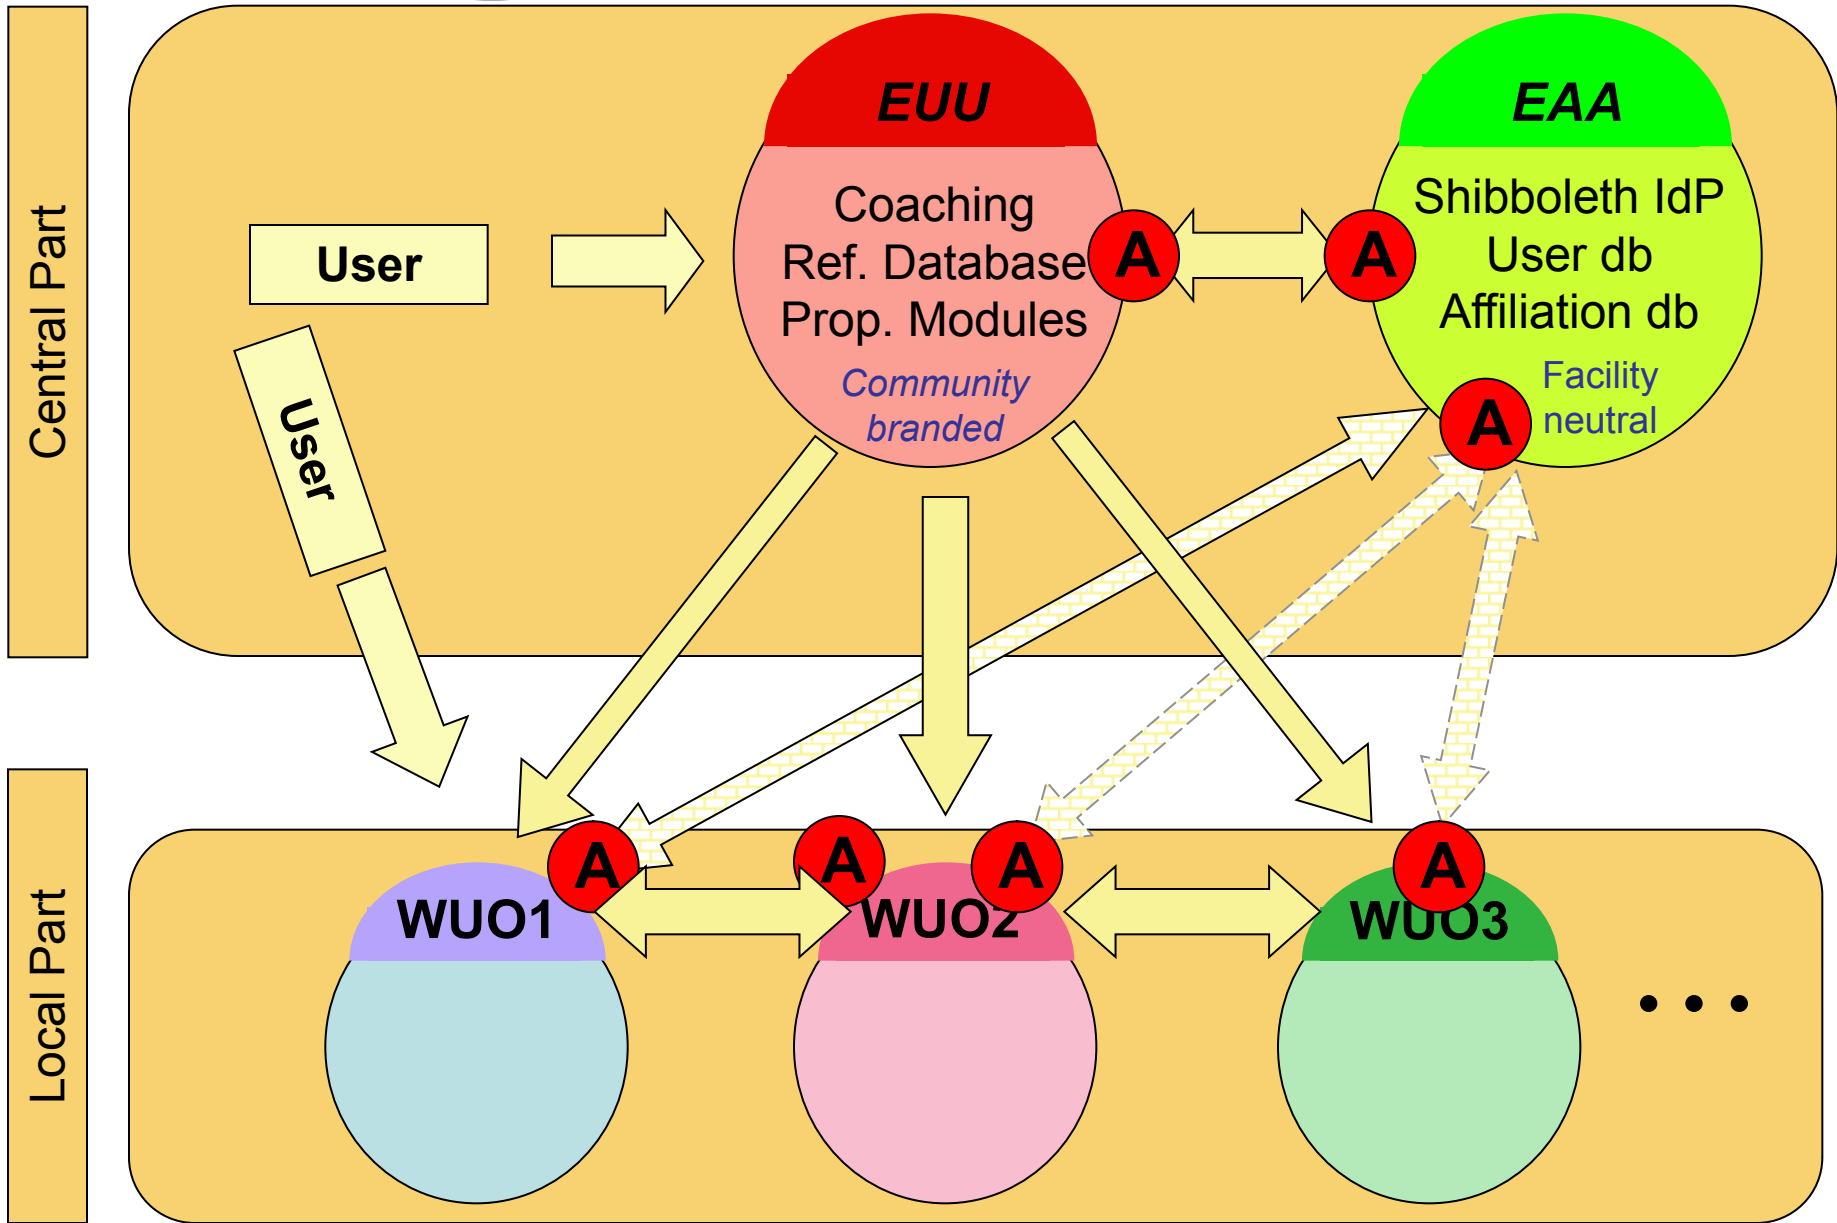 Central Part
EUU
EAA
Coaching
Ref. Database
Prop. Modules
Community
branded
Shibboleth IdP
User db
Affiliation db
Facility
neutral
User
User
A
A
A
Local Part
A
A
A
A
WUO1
WUO2
WUO3
...